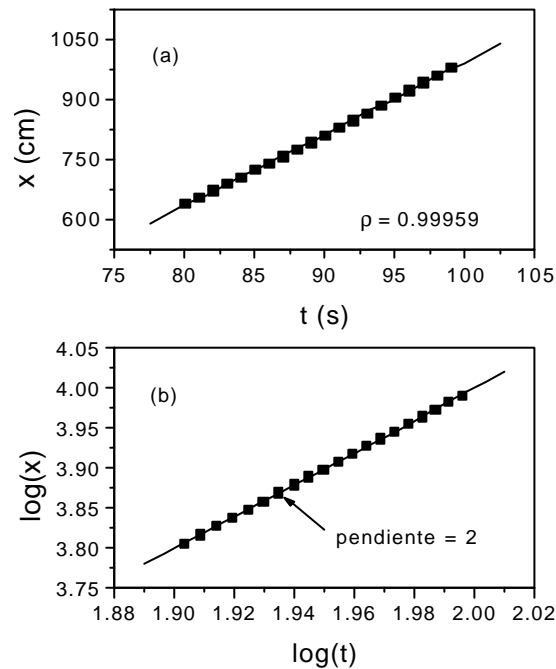 1050
(a)
900
x (cm)
750
600
ρ = 0.99959
75 80 85 90 95 100 105
t (s)
4.05
4.00
(b)
3.95
log(x)
3.90
3.85
pendiente = 2
3.80
3.75
1.88 1.90 1.92 1.94 1.96 1.98 2.00 2.02
log(t)